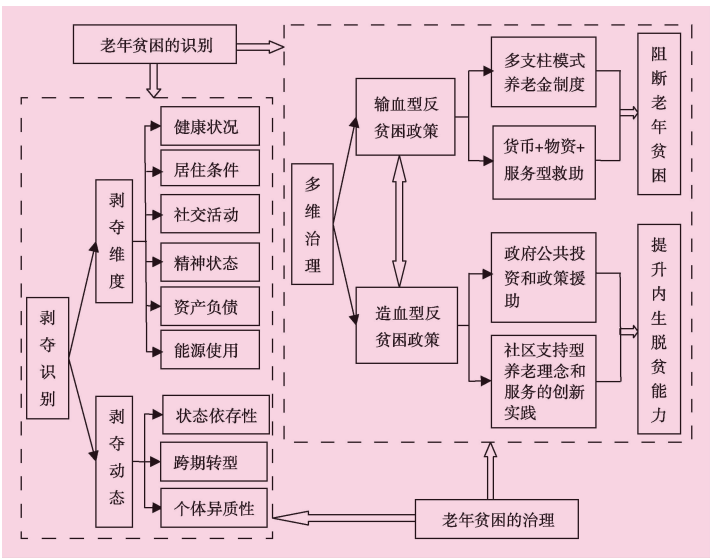 老年贫困的识别
剥夺识别
剥夺维度
健康状况
居住条件
社交活动
精神状态
资产负债
能源使用
剥夺动态
状态依存性
跨期转型
个体异质性
多维治理
输血型反
贫困政策
多支柱模式
养老金制度
货币+物资+
服务型救助
阻断老年贫困
造血型反
贫困政策
政府公共投
资和政策援
助
社区支持型
养老理念和
服务的创新
实践
提升内生脱贫能力
老年贫困的治理